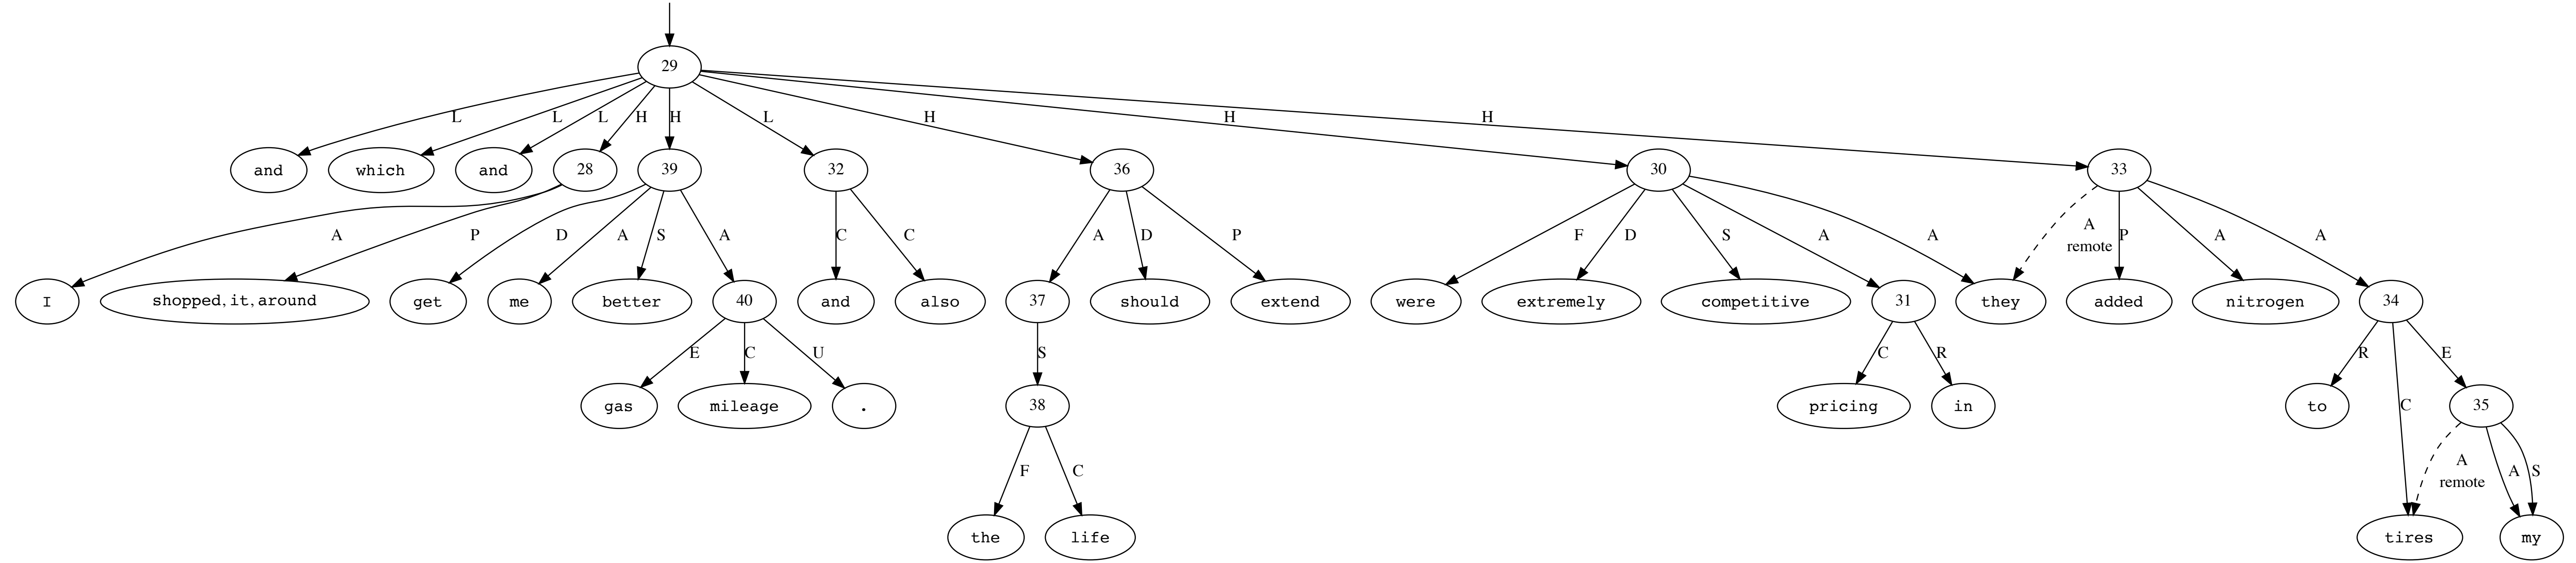 29
L L L H H L H H H
and which and 28 39 32 36 30 33
A P D A S A C C A D P F D S A A A remote P A A
I shopped, it, around get me better 40 and also 37 should extend were extremely competitive 31 they added nitrogen 34
E C U S C R R C E
gas mileage . 38 pricing in to 35
F C A remote A S
the life tires my